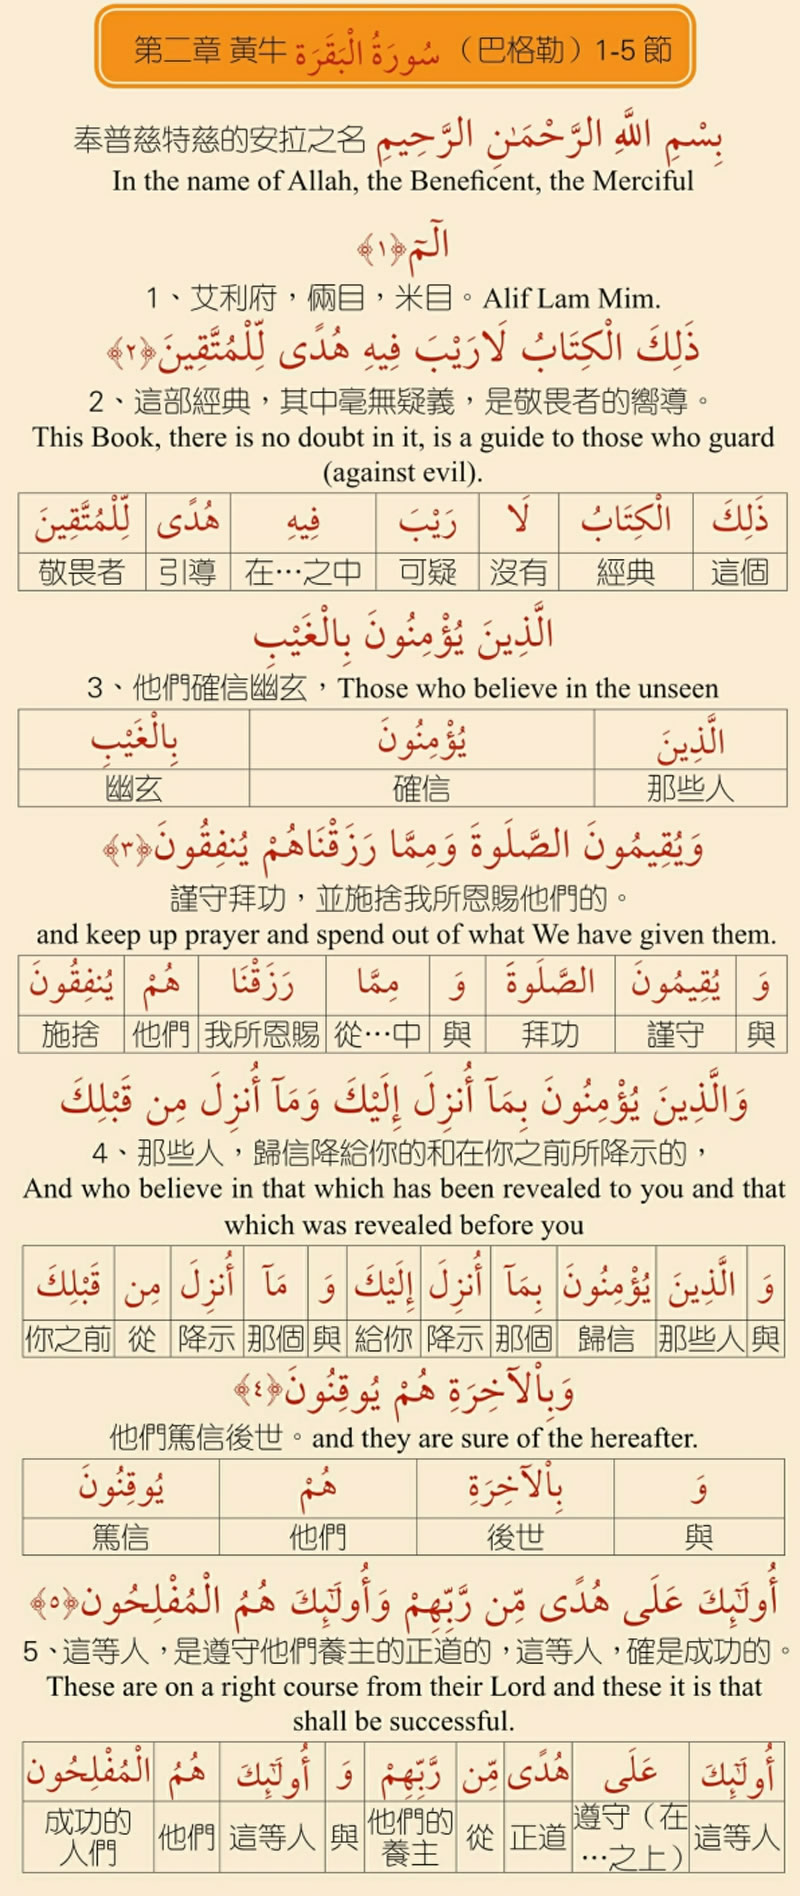 第二章 黃牛 سُورَةُ الْبَقَرَة （巴格勒）1-5 節
奉普慈特慈的安拉之名 بِسْمِ اللَّهِ الرَّحْمَٰنِ الرَّحِيمِ
In the name of Allah, the Beneficent, the Merciful
الٓمٓ ﴿١﴾
1、艾利府，倆目，米目。Alif Lam Mim.
ذَلِكَ الْكِتَابُ لَارَيْبَ فِيهِ هُدًى لِّلْمُتَّقِينَ ﴿٢﴾
2、這部經典，其中毫無疑義，是敬畏者的嚮導。
This Book, there is no doubt in it, is a guide to those who guard
(against evil).
ذَلِكَ الْكِتَابُ لَا رَيْبَ فِيهِ هُدًى لِّلْمُتَّقِينَ
敬畏者 引導 在…之中 可疑 沒有 經典 這個
الَّذِينَ يُؤْمِنُونَ بِالْغَيْبِ
3、他們確信幽玄，Those who believe in the unseen
الَّذِينَ يُؤْمِنُونَ بِالْغَيْبِ
幽玄 確信 那些人
وَيُقِيمُونَ الصَّلَوةَ وَمِمَّا رَزَقْنَاهُمْ يُنفِقُونَ ﴿٣﴾
謹守拜功，並施捨我所恩賜他們的。
and keep up prayer and spend out of what We have given them.
وَ يُقِيمُونَ الصَّلَوةَ وَ مِمَّا رَزَقْنَا هُمْ يُنفِقُونَ
施捨 他們 我所恩賜 從…中 與 拜功 謹守 與
وَالَّذِينَ يُؤْمِنُونَ بِمَآ أُنزِلَ إِلَيْكَ وَمَآ أُنزِلَ مِن قَبْلِكَ
4、那些人，歸信降給你的和在你之前所降示的，
And who believe in that which has been revealed to you and that
which was revealed before you
وَ الَّذِينَ يُؤْمِنُونَ بِمَآ أُنزِلَ إِلَيْكَ وَ مَآ أُنزِلَ مِن قَبْلِكَ
你之前 從 降示 那個 與 給你 降示 那個 歸信 那些人 與
وَبِاْلآخِرَةِ هُمْ يُوقِنُونَ ﴿٤﴾
他們篤信後世。and they are sure of the hereafter.
وَ بِاْلآخِرَةِ هُمْ يُوقِنُونَ
篤信 他們 後世 與
أُولَٓئِكَ عَلَى هُدًى مِّن رَّبِّهِمْ وَأُولَٓئِكَ هُمُ الْمُفْلِحُون ﴿٥﴾
5、這等人，是遵守他們養主的正道的，這等人，確是成功的。
These are on a right course from their Lord and these it is that
shall be successful.
أُولَٓئِكَ عَلَى هُدًى مِّن رَّبِّهِمْ وَ أُولَٓئِكَ هُمُ الْمُفْلِحُون
成功的人們 他們 這等人 與 他們的養主 從 正道 遵守（在…之上） 這等人